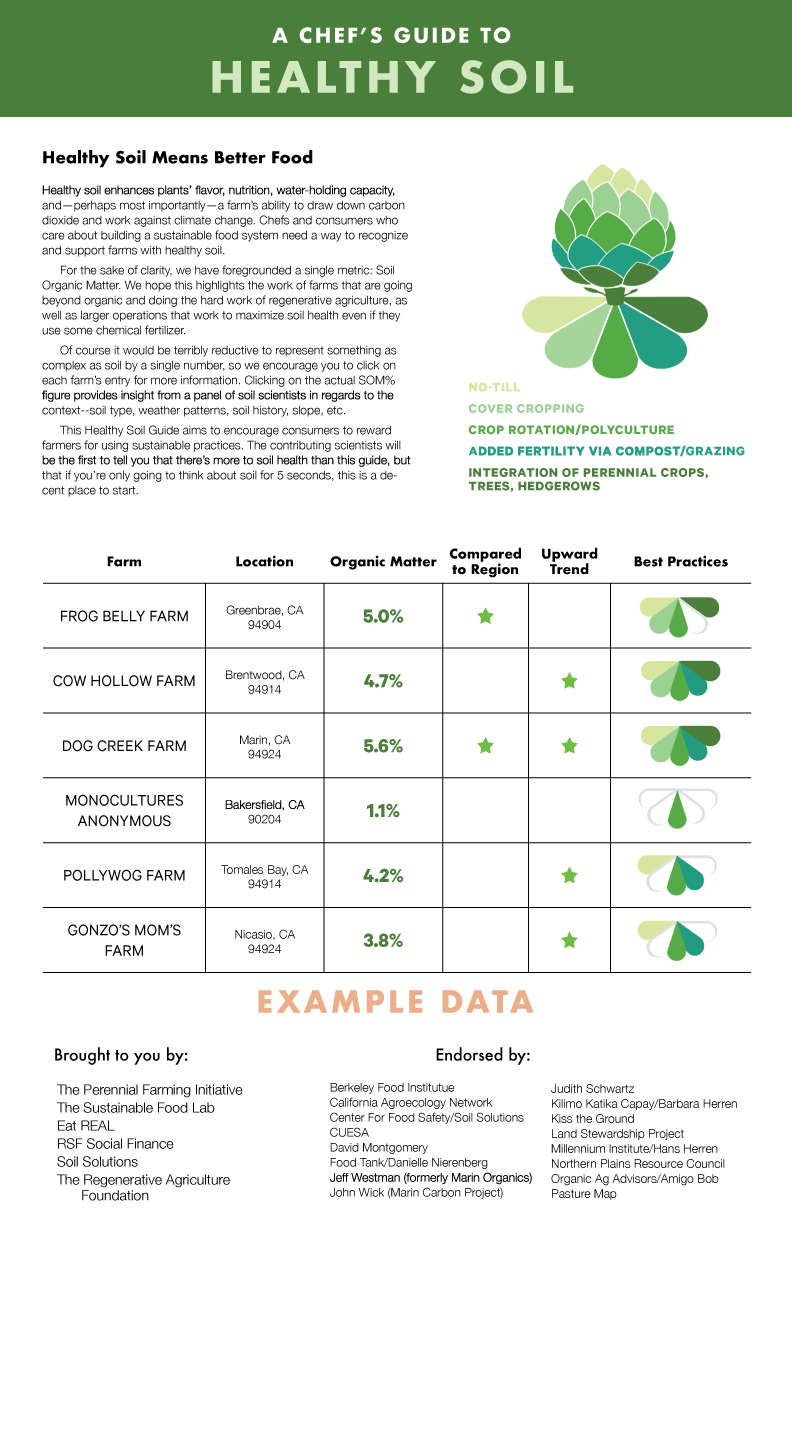 A CHEF'S GUIDE TO
HEALTHY SOIL
Healthy Soil Means Better Food
Healthy soil enhances plants' flavor, nutrition, water-holding capacity,
and—perhaps most importantly—a farm's ability to draw down carbon
dioxide and work against climate change. Chefs and consumers who
care about building a sustainable food system need a way to recognize
and support farms with healthy soil.
For the sake of clarity, we have foregrounded a single metric: Soil
Organic Matter. We hope this highlights the work of farms that are going
beyond organic and doing the hard work of regenerative agriculture, as
well as larger operations that work to maximize soil health even if they
use some chemical fertilizer.
Of course it would be terribly reductive to represent something as
complex as soil by a single number, so we encourage you to click on
each farm's entry for more information. Clicking on the actual SOM%
figure provides insight from a panel of soil scientists in regards to the
context--soil type, weather patterns, soil history, slope, etc.
This Healthy Soil Guide aims to encourage consumers to reward
farmers for using sustainable practices. The contributing scientists will
be the first to tell you that there's more to soil health than this guide, but
that if you're only going to think about soil for 5 seconds, this is a de-
cent place to start.
NO-TILL
COVER CROPPING
CROP ROTATION/POLYCULTURE
ADDED FERTILITY VIA COMPOST/GRAZING
INTEGRATION OF PERENNIAL CROPS,
TREES, HEDGEROWS
Farm Location Organic Matter Compared to Region Upward Trend Best Practices
FROG BELLY FARM Greenbrae, CA 94904 5.0%
COW HOLLOW FARM Brentwood, CA 94914 4.7%
DOG CREEK FARM Marin, CA 94924 5.6%
MONOCULTURES ANONYMOUS Bakersfield, CA 90204 1.1%
POLLYWOG FARM Tomales Bay, CA 94914 4.2%
GONZO'S MOM'S FARM Nicasio, CA 94924 3.8%
EXAMPLE DATA
Brought to you by:
The Perennial Farming Initiative
The Sustainable Food Lab
Eat REAL
RSF Social Finance
Soil Solutions
The Regenerative Agriculture
Foundation
Endorsed by:
Berkeley Food Institutue
California Agroecology Network
Center For Food Safety/Soil Solutions
CUESA
David Montgomery
Food Tank/Danielle Nierenberg
Jeff Westman (formerly Marin Organics)
John Wick (Marin Carbon Project)
Judith Schwartz
Kilimo Katika Capay/Barbara Herren
Kiss the Ground
Land Stewardship Project
Millennium Institute/Hans Herren
Northern Plains Resource Council
Organic Ag Advisors/Amigo Bob
Pasture Map